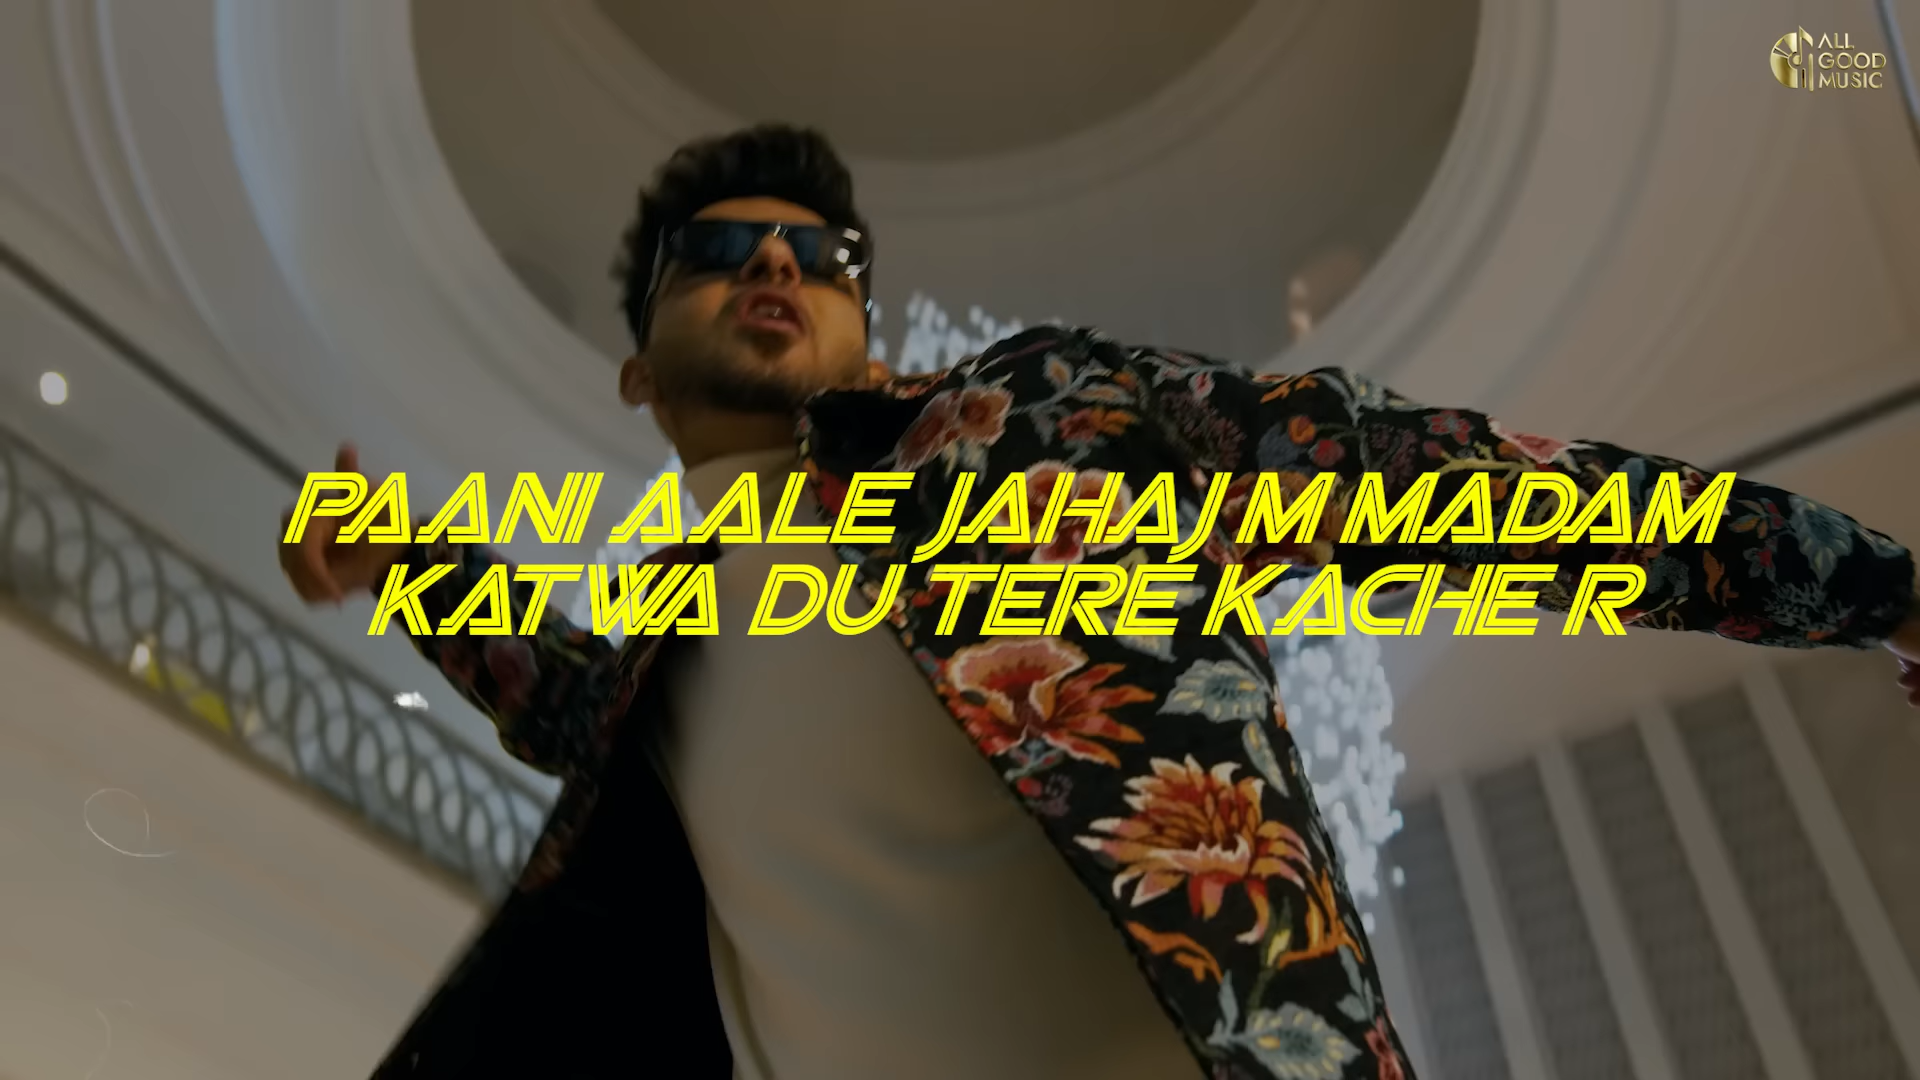 ALL
GOOD
MUSIC
PAANI AALE JAHAJ M MADAM
KATWA DU TERE KACHE R